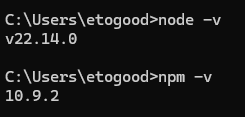 C:\Users\etogood>node -v
v22.14.0
C:\Users\etogood>npm -v
10.9.2